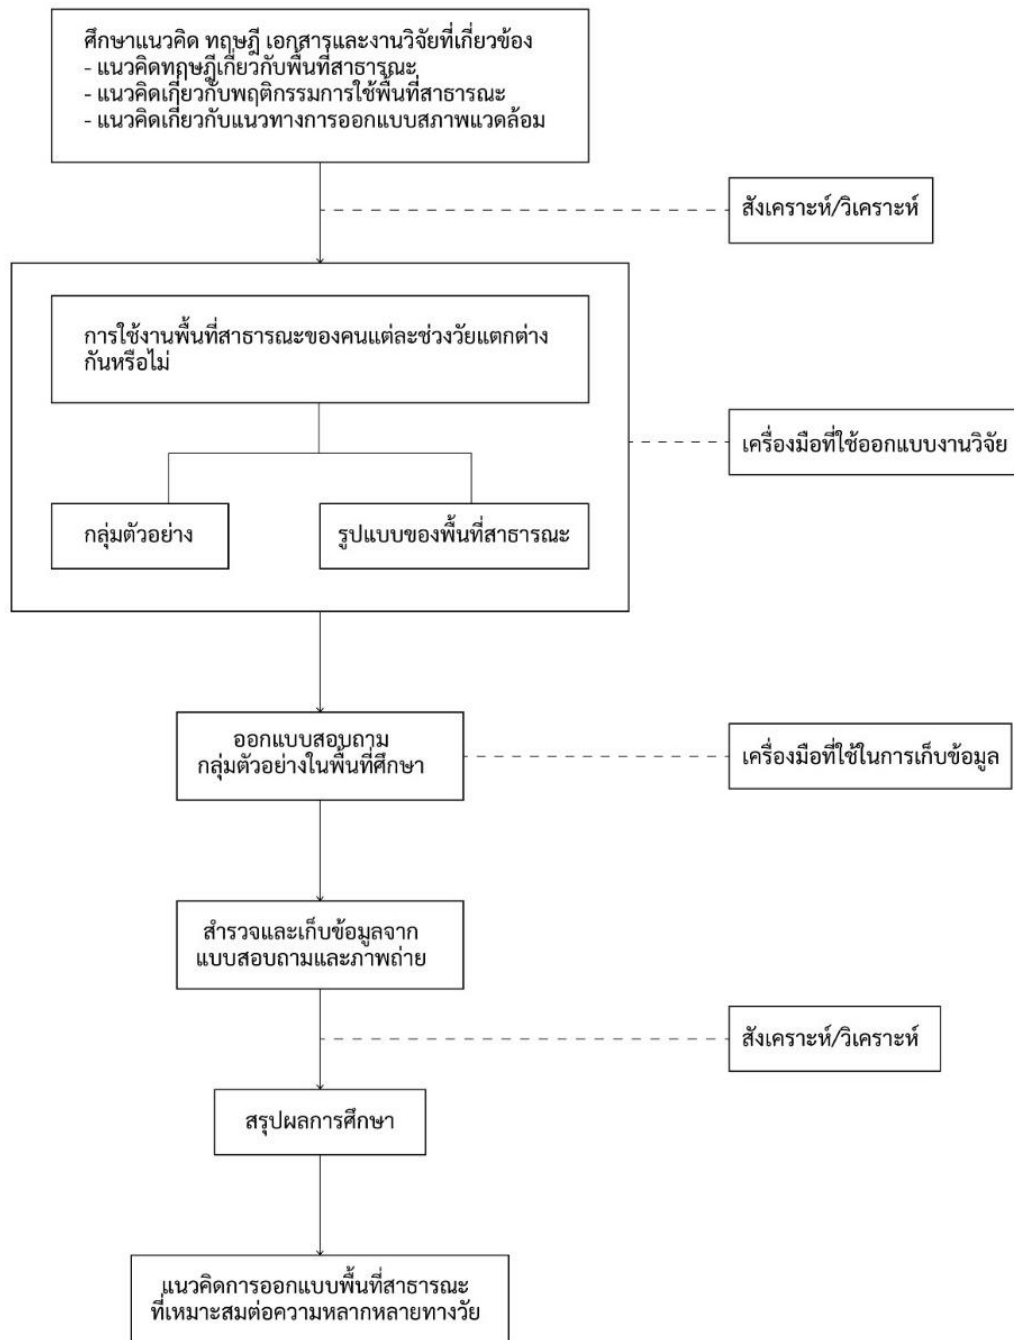 ศึกษาแนวคิด ทฤษฎี เอกสารและงานวิจัยที่เกี่ยวข้อง
- แนวคิดทฤษฎีเกี่ยวกับพื้นที่สาธารณะ
- แนวคิดเกี่ยวกับพฤติกรรมการใช้พื้นที่สาธารณะ
- แนวคิดเกี่ยวกับแนวทางการออกแบบสภาพแวดล้อม
สังเคราะห์/วิเคราะห์
การใช้งานพื้นที่สาธารณะของคนแต่ละช่วงวัยแตกต่าง
กันหรือไม่
เครื่องมือที่ใช้ออกแบบงานวิจัย
กลุ่มตัวอย่าง
รูปแบบของพื้นที่สาธารณะ
ออกแบบสอบถาม
กลุ่มตัวอย่างในพื้นที่ศึกษา
เครื่องมือที่ใช้ในการเก็บข้อมูล
สำรวจและเก็บข้อมูลจาก
แบบสอบถามและภาพถ่าย
สังเคราะห์/วิเคราะห์
สรุปผลการศึกษา
แนวคิดการออกแบบพื้นที่สาธารณะ
ที่เหมาะสมต่อความหลากหลายทางวัย